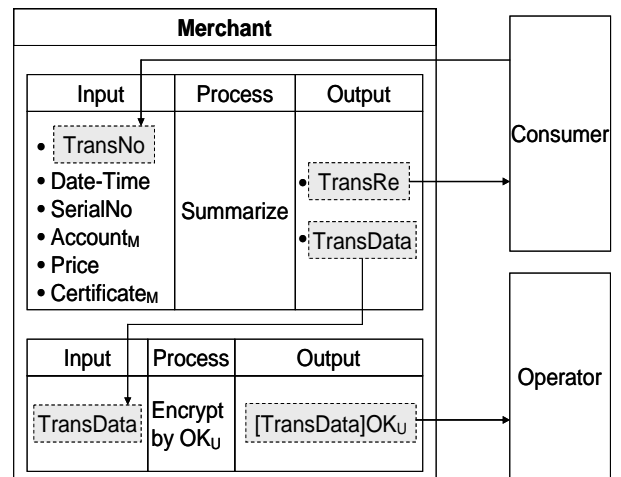 Merchant
Input Process Output
• TransNo
• Date-Time
• SerialNo
• AccountM
• Price
• CertificateM
Summarize
• TransRe
• TransData
Input Process Output
TransData
Encrypt
by OKU
[TransData]OKU
Consumer
Operator